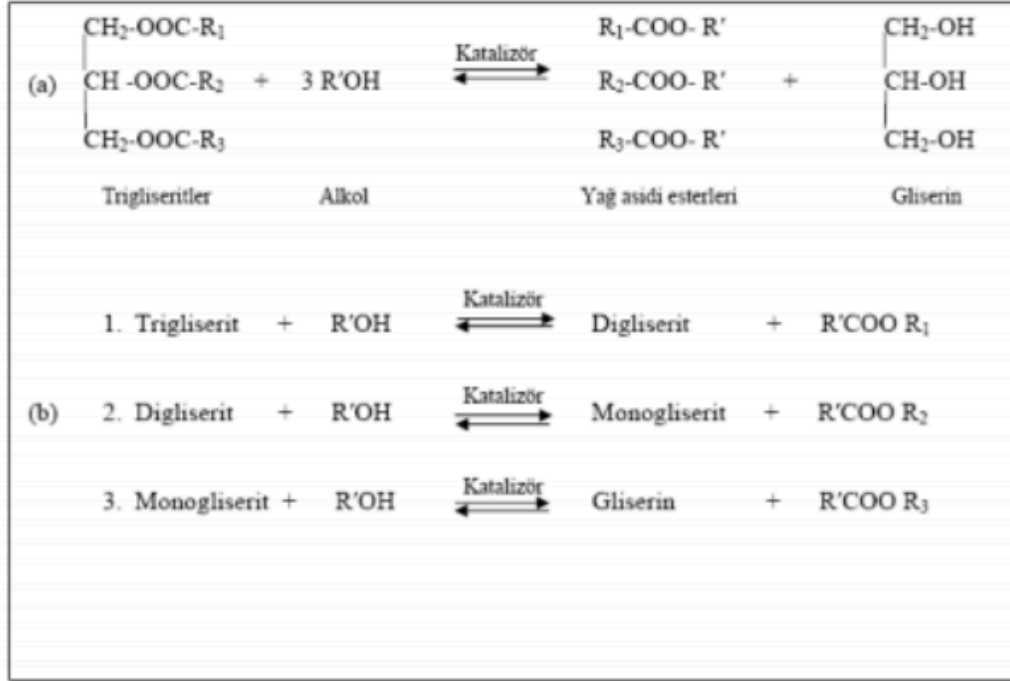 CH₂-OOC-R₁ R₁-COO- R' CH₂-OH
Katalizör
(a) CH -OOC-R₂ + 3 R'OH R₂-COO- R' + CH-OH
CH₂-OOC-R₃ R₃-COO- R' CH₂-OH
Trigliseritler Alkol Yağ asidi esterleri Gliserin
Katalizör
1. Trigliserit + R'OH Digliserit + R'COO R₁
Katalizör
(b) 2. Digliserit + R'OH Monogliserit + R'COO R₂
Katalizör
3. Monogliserit + R'OH Gliserin + R'COO R₃